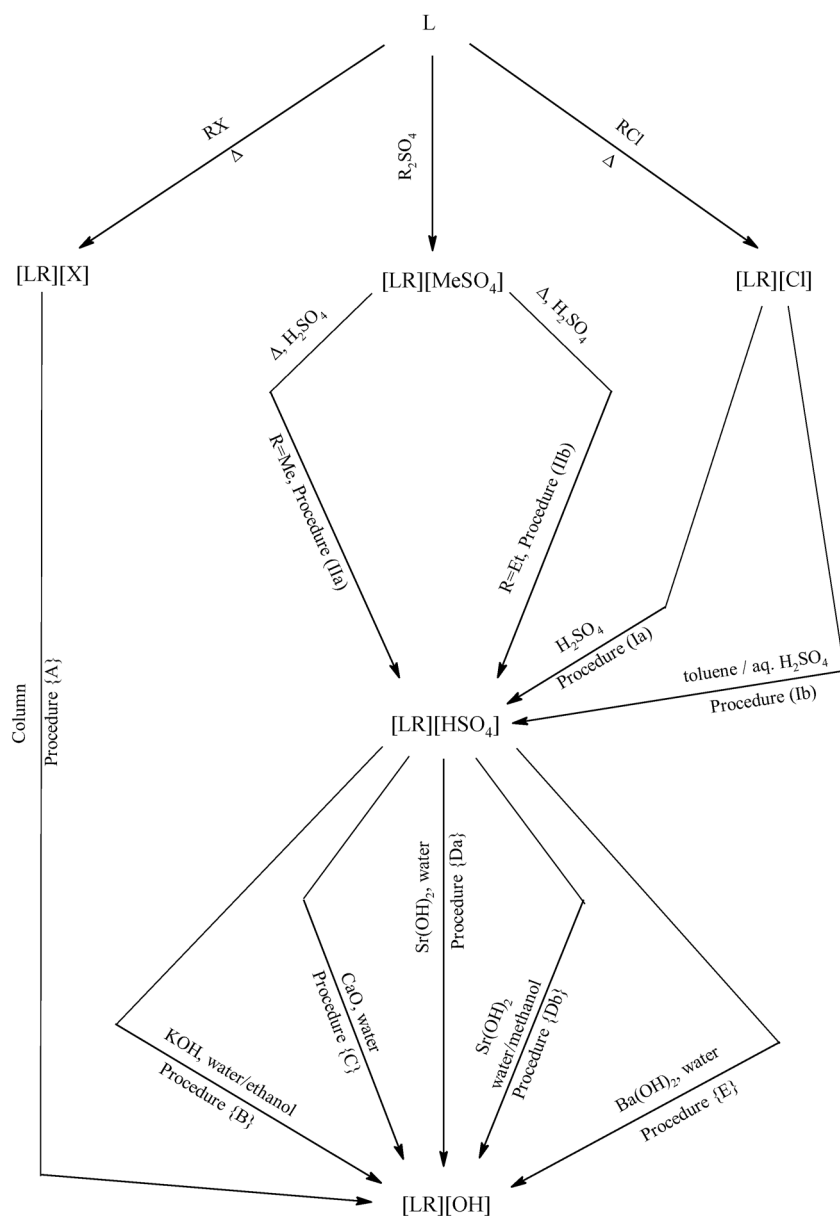 L
RX
Δ
R₂SO₄
RCl
Δ
[LR][X]
[LR][MeSO₄]
[LR][Cl]
Δ, H₂SO₄
Δ, H₂SO₄
R=Me, Procedure (IIa)
R=Et, Procedure (IIb)
H₂SO₄
Procedure (Ia)
toluene / aq. H₂SO₄
Procedure (Ib)
Column
Procedure {A}
[LR][HSO₄]
KOH, water/ethanol
Procedure {B}
CaO, water
Procedure {C}
Sr(OH)₂, water
Procedure {Da}
Sr(OH)₂
water/methanol
Procedure {Db}
Ba(OH)₂, water
Procedure {E}
[LR][OH]